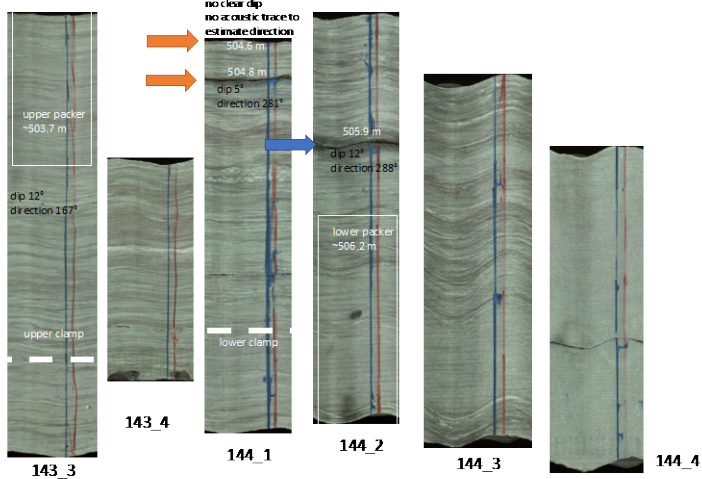 no clear dip
no acoustic trace to
estimate direction
504.6 m
504.8 m
dip 5°
direction 281°
upper packer
~503.7 m
505.9 m
dip 12°
direction 288°
dip 12°
direction 167°
lower packer
~506.2 m
upper clamp
lower clamp
143_3
143_4
144_1
144_2
144_3
144_4